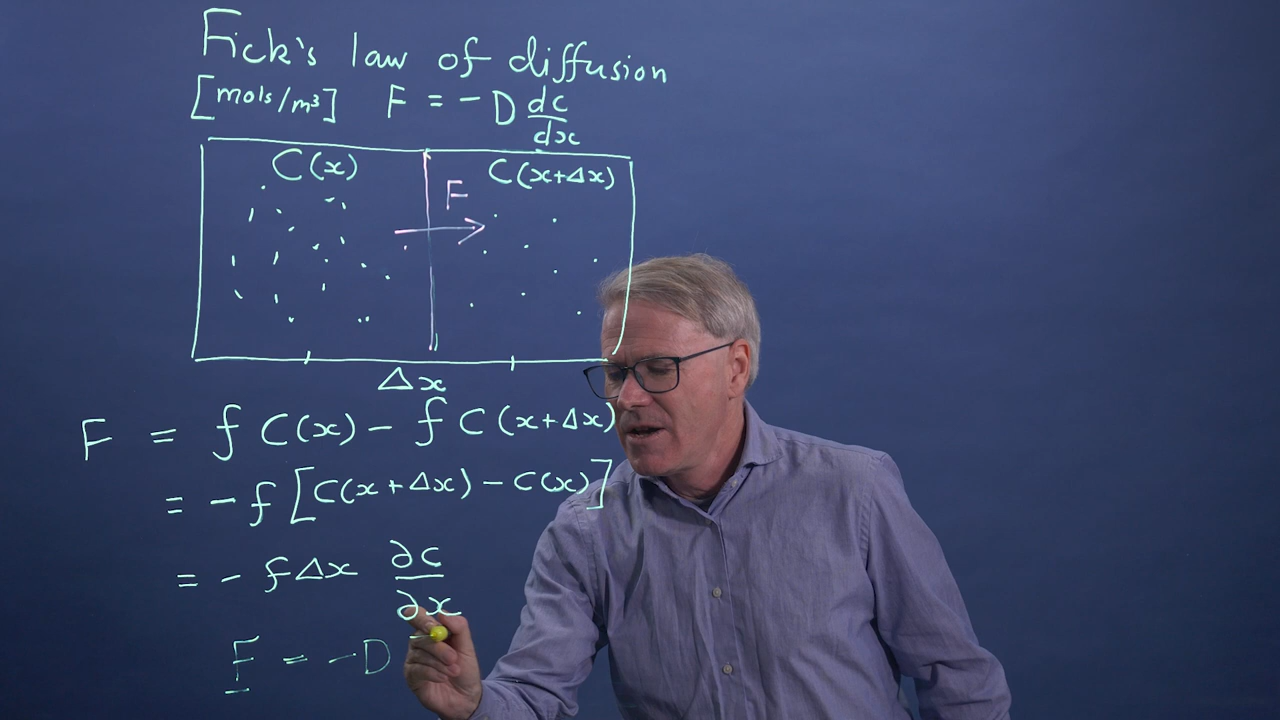 Fick's law of diffusion
[mols/m³] F = -D dc/dx
C(x) C(x+Δx)
F
Δx
F = f C(x) - f C(x+Δx)
= -f [C(x+Δx) - C(x)]
= - f Δx ∂C/∂x
F = -D